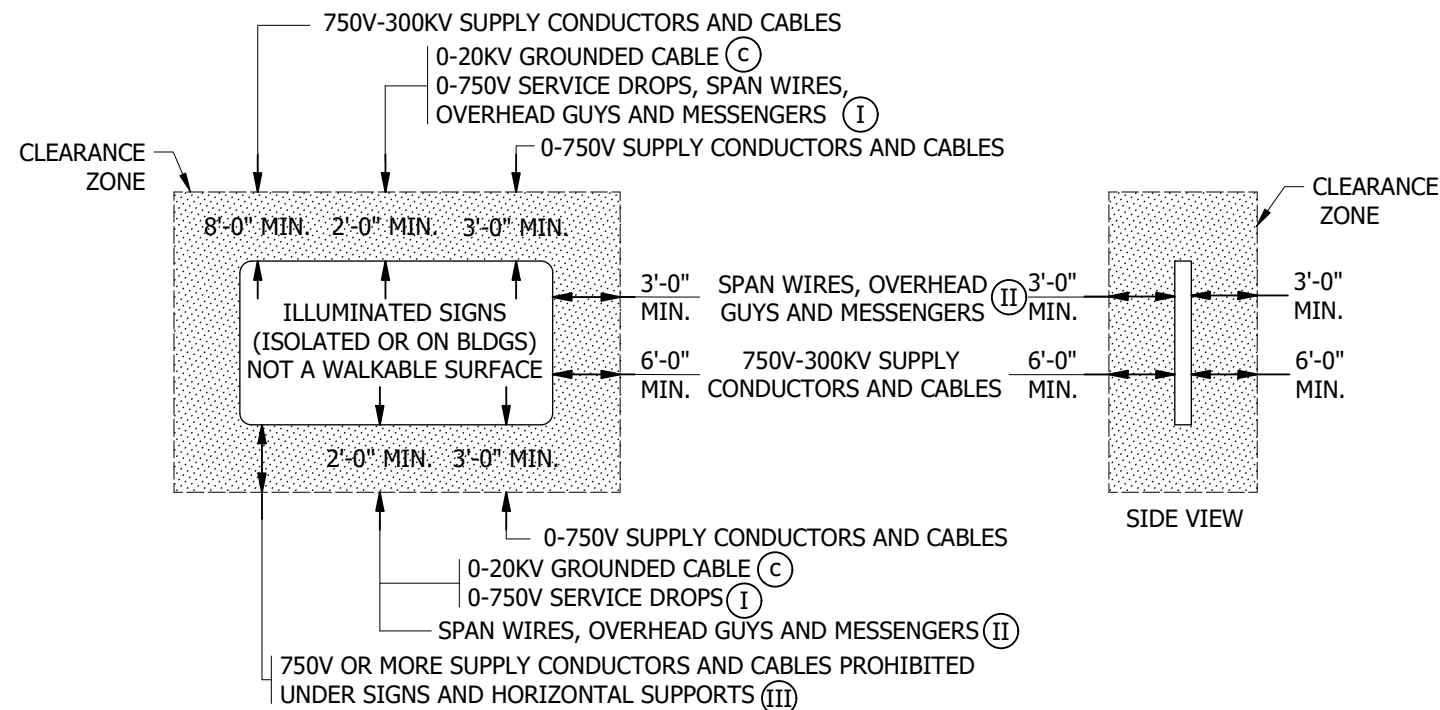 750V-300KV SUPPLY CONDUCTORS AND CABLES
0-20KV GROUNDED CABLE C
0-750V SERVICE DROPS, SPAN WIRES,
OVERHEAD GUYS AND MESSENGERS I
0-750V SUPPLY CONDUCTORS AND CABLES
CLEARANCE
ZONE
8'-0" MIN. 2'-0" MIN. 3'-0" MIN.
ILLUMINATED SIGNS
(ISOLATED OR ON BLDGS)
NOT A WALKABLE SURFACE
2'-0" MIN. 3'-0" MIN.
3'-0"
MIN.
SPAN WIRES, OVERHEAD
GUYS AND MESSENGERS II
3'-0"
MIN.
6'-0"
MIN.
750V-300KV SUPPLY
CONDUCTORS AND CABLES
6'-0"
MIN.
CLEARANCE
ZONE
3'-0"
MIN.
6'-0"
MIN.
SIDE VIEW
0-750V SUPPLY CONDUCTORS AND CABLES
0-20KV GROUNDED CABLE C
0-750V SERVICE DROPS I
SPAN WIRES, OVERHEAD GUYS AND MESSENGERS II
750V OR MORE SUPPLY CONDUCTORS AND CABLES PROHIBITED
UNDER SIGNS AND HORIZONTAL SUPPORTS III